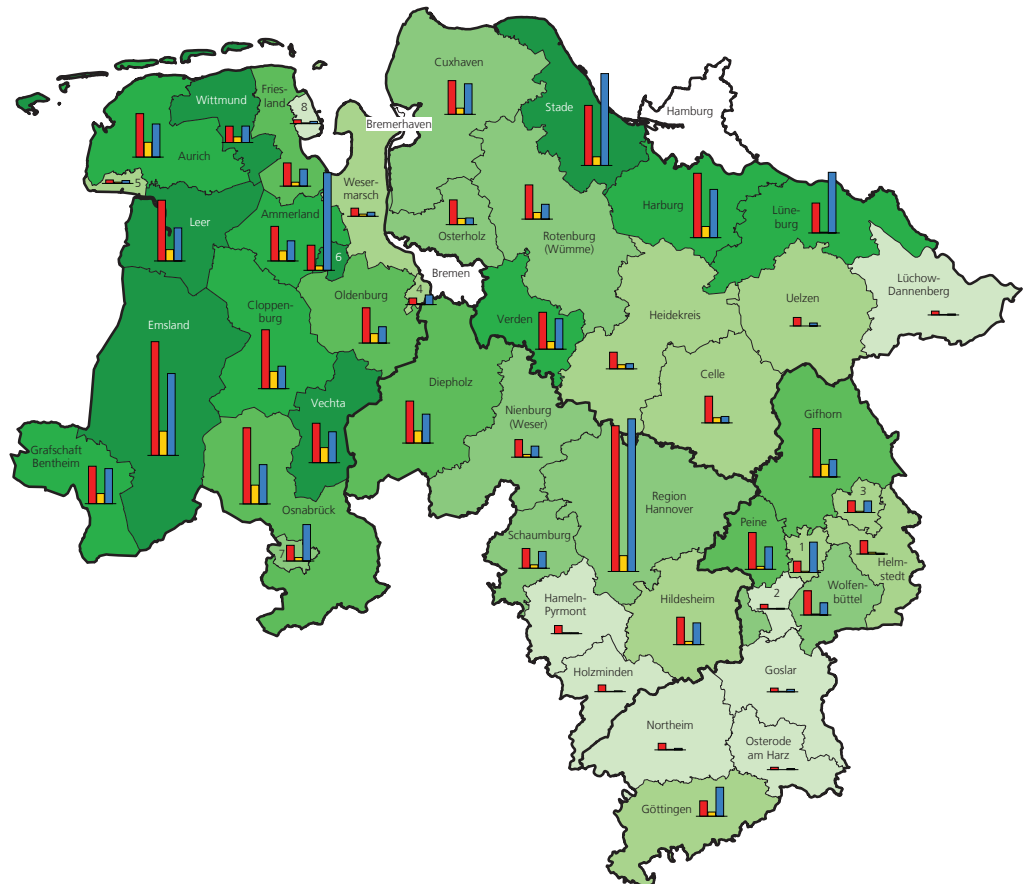 Cuxhaven
Fries-
land
Wittmund
8
Stade
Hamburg
Bremerhaven
Aurich
5
Weser-
marsch
Leer
Ammerland
Harburg
Lüne-
burg
Osterholz
Rotenburg
(Wümme)
6
Bremen
Lüchow-
Dannenberg
4
Oldenburg
Uelzen
Cloppen-
burg
Verden
Heidekreis
Emsland
Celle
Diepholz
Vechta
Nienburg
(Weser)
Gifhorn
Grafschaft
Bentheim
3
Region
Hannover
Osnabrück
Peine
Schaumburg
1
7
Helm-
stedt
2
Wolfen-
büttel
Hameln-
Pyrmont
Hildesheim
Holzminden
Goslar
Northeim
Osterode
am Harz
Göttingen